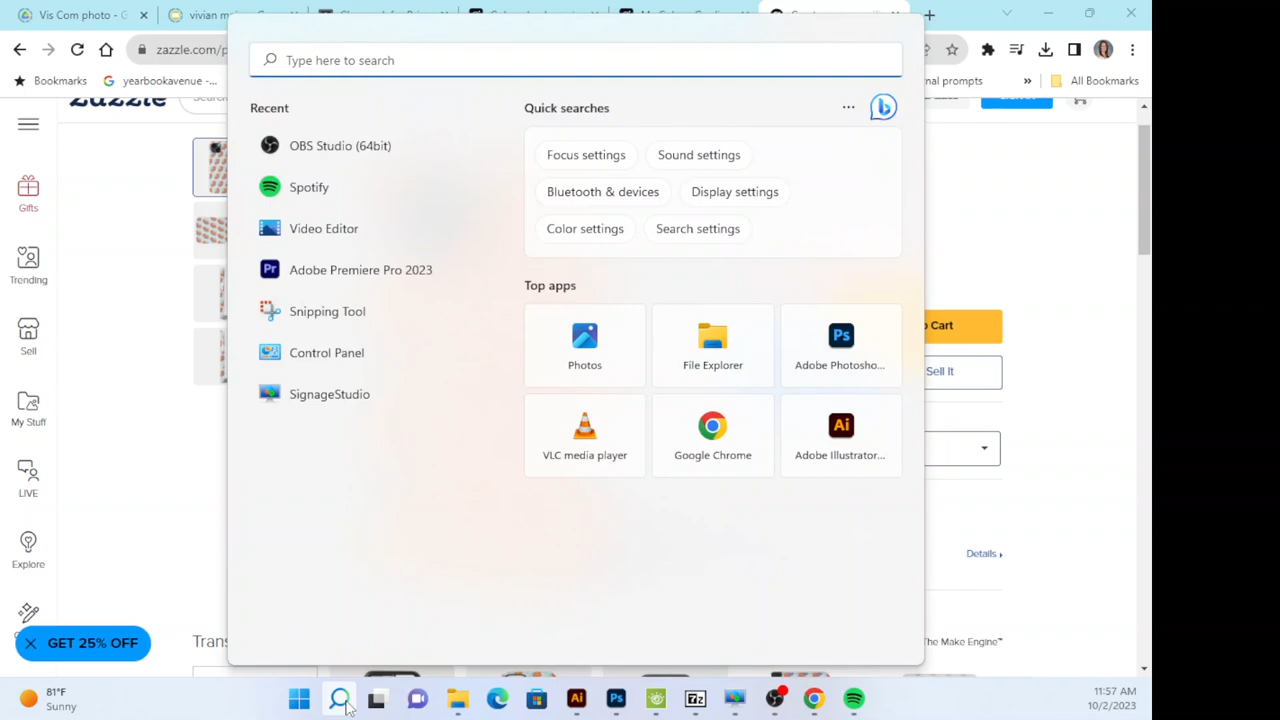 Vis Com photo - G
vivian m
zazzle.com/p
Bookmarks
yearbookavenue -...
nal prompts
»
All Bookmarks
zazzle
Type here to search
Recent
Quick searches
OBS Studio (64bit)
Spotify
Video Editor
Adobe Premiere Pro 2023
Snipping Tool
Control Panel
SignageStudio
Focus settings
Sound settings
Bluetooth & devices
Display settings
Color settings
Search settings
Top apps
Photos
File Explorer
Adobe Photosho...
VLC media player
Google Chrome
Adobe Illustrator...
Gifts
Trending
Sell
My Stuff
LIVE
Explore
o Cart
Sell It
Details
GET 25% OFF
Trans
The Make Engine™
81°F
Sunny
11:57 AM
10/2/2023